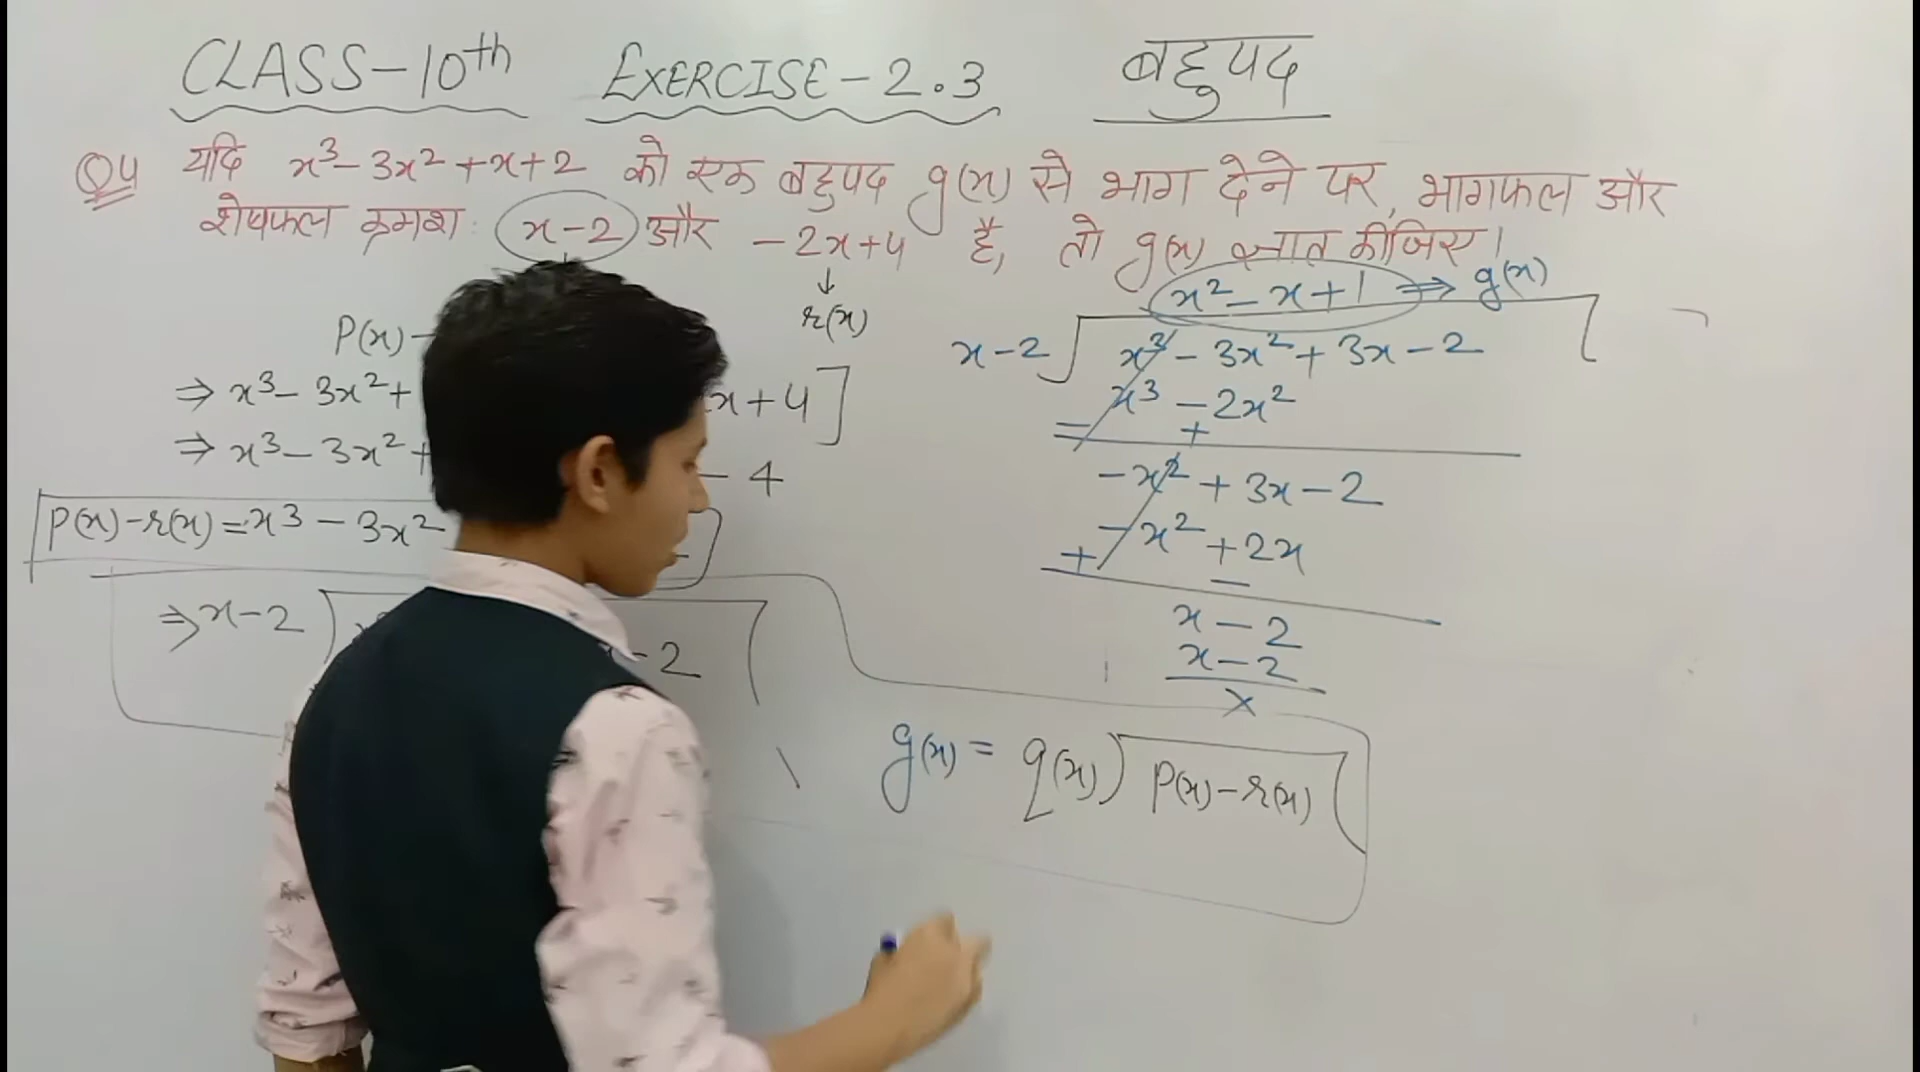 CLASS-10th EXERCISE-2.3 बहुपद
Q4 यदि x³-3x²+x+2 को एक बहुपद g(x) से भाग देने पर, भागफल और
शेषफल क्रमश: x-2 और -2x+4 है, तो g(x) ज्ञात कीजिए।
↓
r(x)
P(x)-
⇒ x³-3x²+ x+4]
⇒ x³-3x²+ -4
P(x)-r(x)=x³-3x²
⇒x-2 -2
x²-x+1 ⇒ g(x)
x-2 x³-3x²+3x-2
x³-2x²
- +
-x²+3x-2
-x²+2x
+ -
x-2
x-2
x
g(x) = q(x) P(x)-r(x)